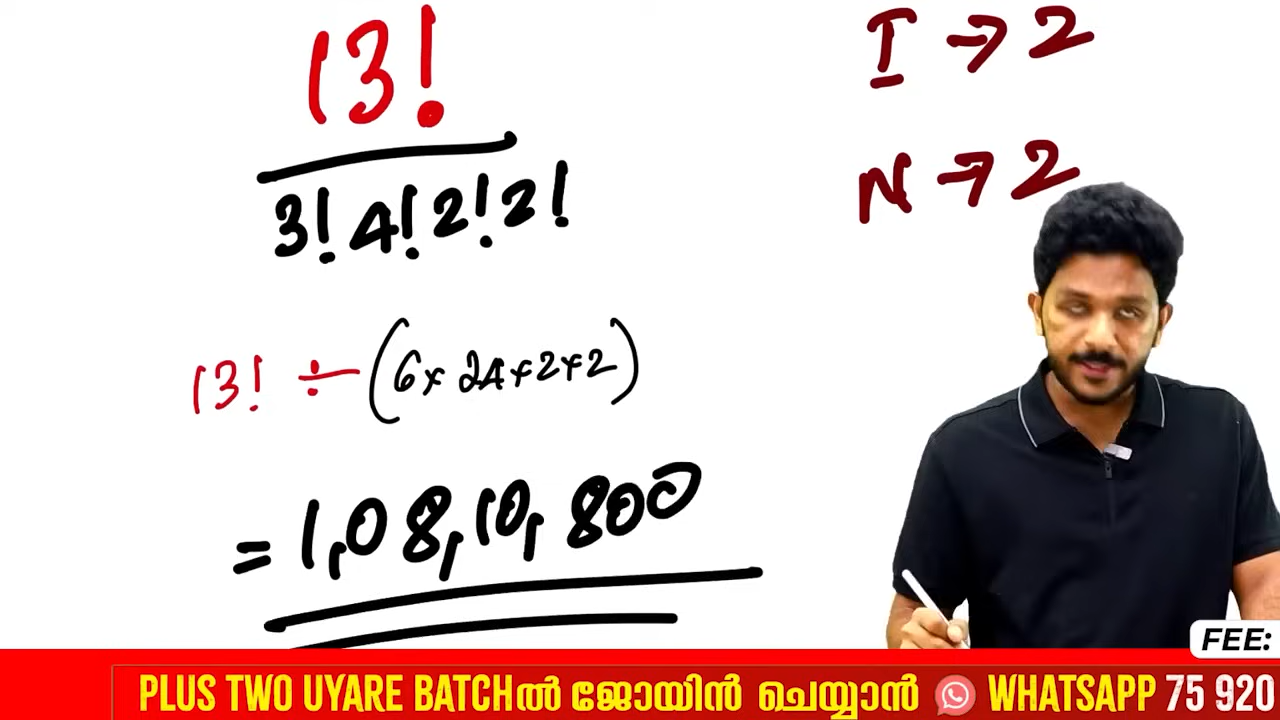 13!
3! 4! 2! 2!
I → 2
N → 2
13! ÷ (6 × 24 × 2 × 2)
= 1,08,10,800
FEE:
PLUS TWO UYARE BATCHൽ ജോയിൻ ചെയ്യാൻ WHATSAPP 75 920